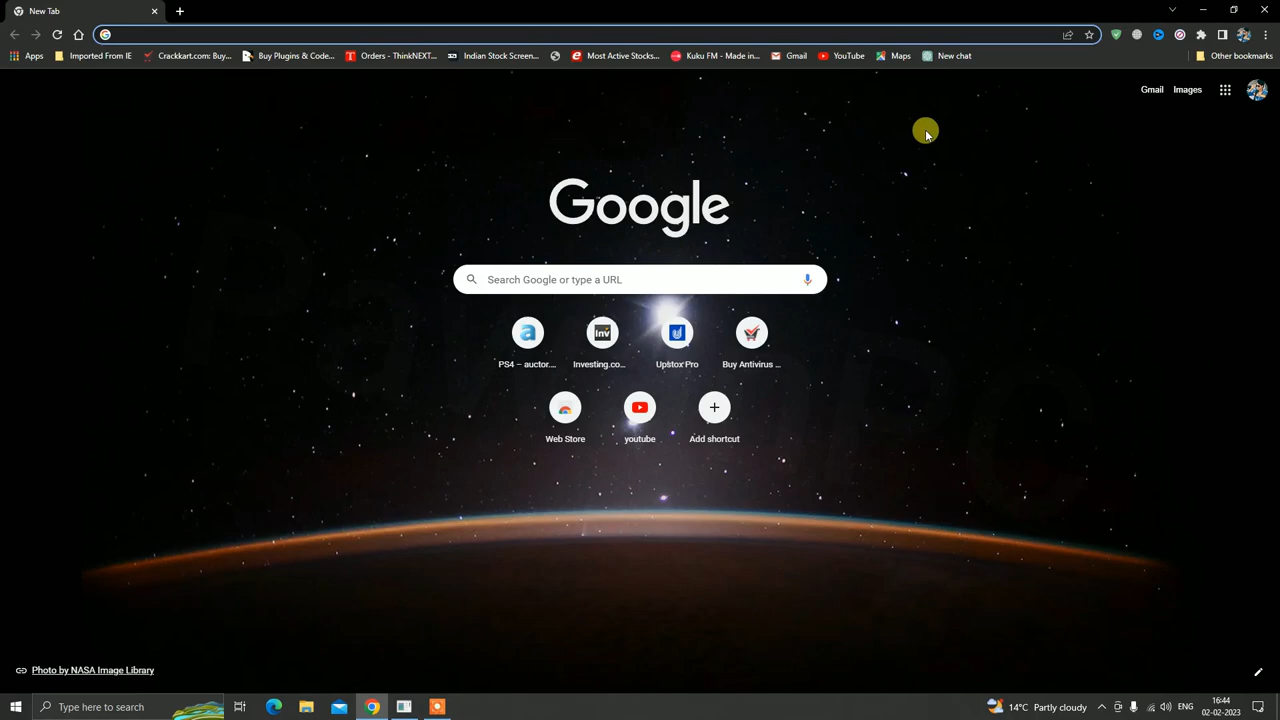 New Tab
Apps Imported From IE Crackkart.com: Buy... Buy Plugins & Code... Orders - ThinkNEXT... Indian Stock Screen... Most Active Stocks... Kuku FM - Made in... Gmail YouTube Maps New chat Other bookmarks
Gmail Images
Google
Search Google or type a URL
PS4 – auctor.... Investing.co... Upstox Pro Buy Antivirus ...
Web Store youtube Add shortcut
Photo by NASA Image Library
Type here to search 14°C Partly cloudy ENG 16:44
02-02-2023